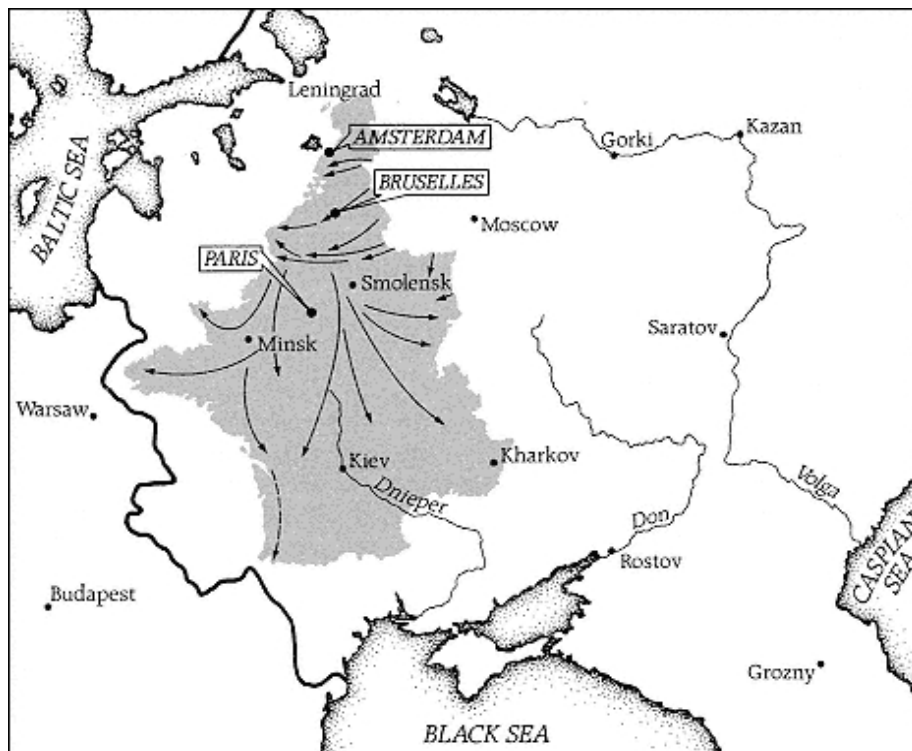 Leningrad
AMSTERDAM
Gorki
Kazan
BRUSELLES
BALTIC SEA
Moscow
PARIS
Smolensk
Minsk
Saratov
Warsaw
Kiev
Kharkov
Dnieper
Don
Volga
Rostov
CASPIAN
SEA
Budapest
Grozny
BLACK SEA